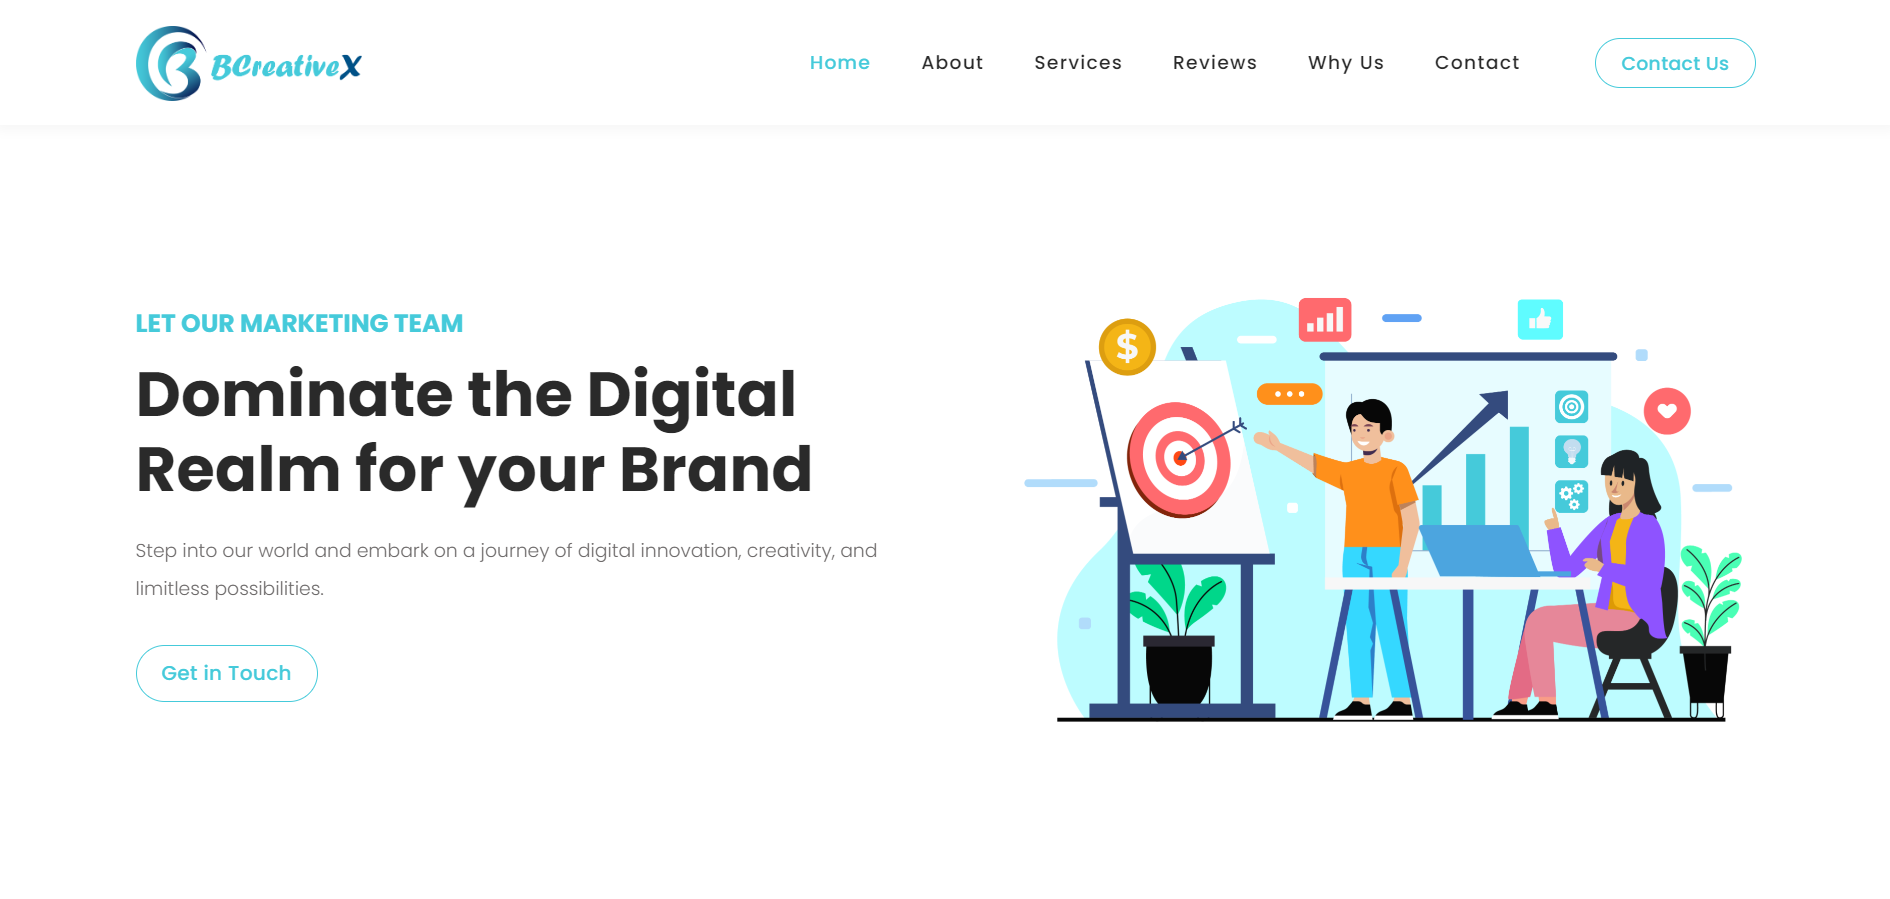 BCreativeX
Home About Services Reviews Why Us Contact Contact Us
LET OUR MARKETING TEAM
Dominate the Digital
Realm for your Brand
Step into our world and embark on a journey of digital innovation, creativity, and
limitless possibilities.
Get in Touch
$